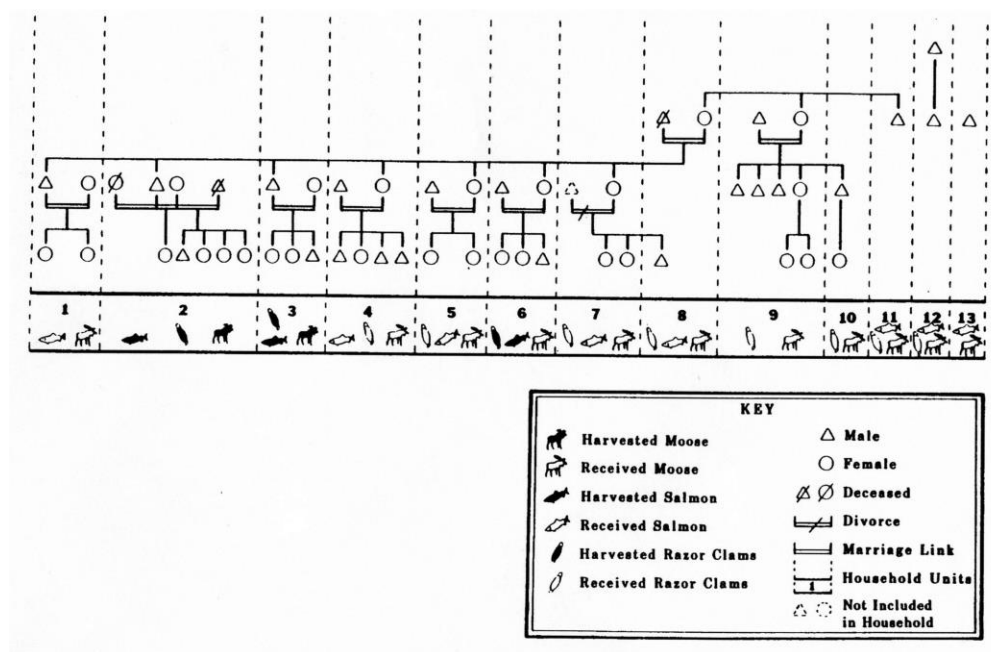 1 2 3 4 5 6 7 8 9 10 11 12 13
KEY
Harvested Moose
Received Moose
Harvested Salmon
Received Salmon
Harvested Razor Clams
Received Razor Clams
Male
Female
Deceased
Divorce
Marriage Link
Household Units
1
Not Included
in Household